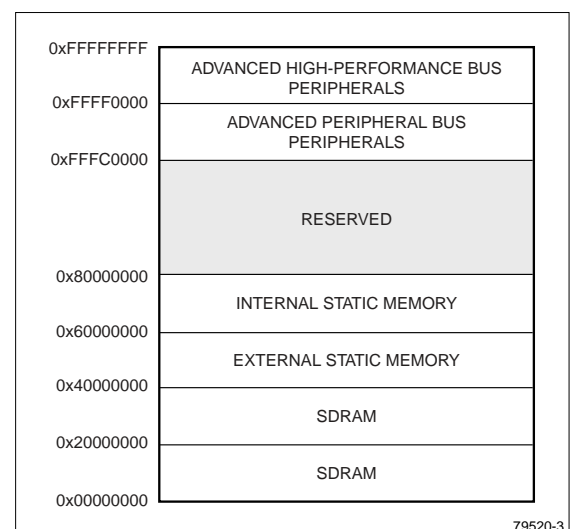 0xFFFFFFFF
ADVANCED HIGH-PERFORMANCE BUS
PERIPHERALS
0xFFFF0000
ADVANCED PERIPHERAL BUS
PERIPHERALS
0xFFFC0000
RESERVED
0x80000000
INTERNAL STATIC MEMORY
0x60000000
EXTERNAL STATIC MEMORY
0x40000000
SDRAM
0x20000000
SDRAM
0x00000000
79520-3